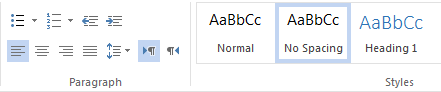 AaBbCc AaBbCc AaBbCc
Normal No Spacing Heading 1
Paragraph Styles